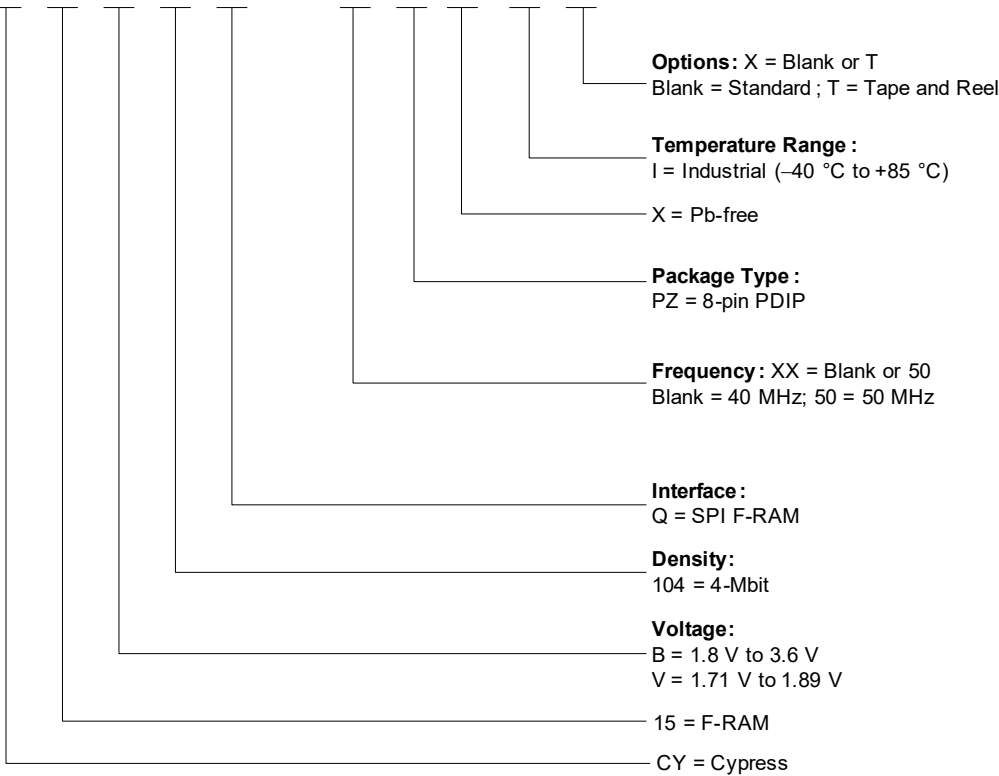 Options: X = Blank or T
Blank = Standard ; T = Tape and Reel
Temperature Range :
I = Industrial (–40 °C to +85 °C)
X = Pb-free
Package Type :
PZ = 8-pin PDIP
Frequency: XX = Blank or 50
Blank = 40 MHz; 50 = 50 MHz
Interface:
Q = SPI F-RAM
Density:
104 = 4-Mbit
Voltage:
B = 1.8 V to 3.6 V
V = 1.71 V to 1.89 V
15 = F-RAM
CY = Cypress